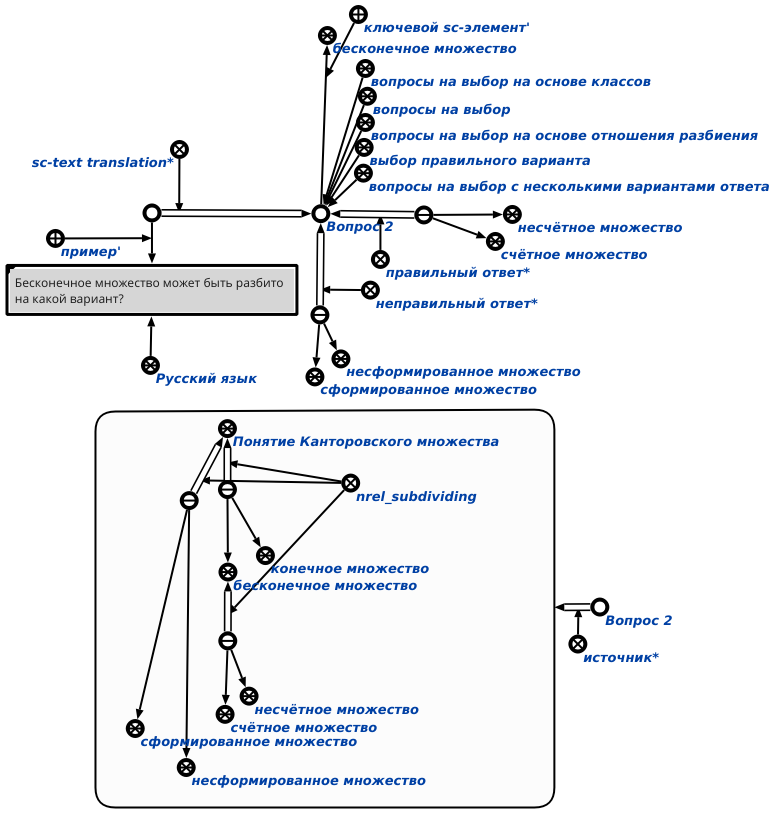 ключевой sc-элемент'
бесконечное множество
вопросы на выбор на основе классов
вопросы на выбор
вопросы на выбор на основе отношения разбиения
выбор правильного варианта
sc-text translation*
вопросы на выбор с несколькими вариантами ответа
Вопрос 2
несчётное множество
пример'
счётное множество
правильный ответ*
Бесконечное множество может быть разбито
на какой вариант?
неправильный ответ*
несформированное множество
Русский язык
сформированное множество
Понятие Канторовского множества
nrel_subdividing
конечное множество
бесконечное множество
Вопрос 2
источник*
несчётное множество
счётное множество
сформированное множество
несформированное множество